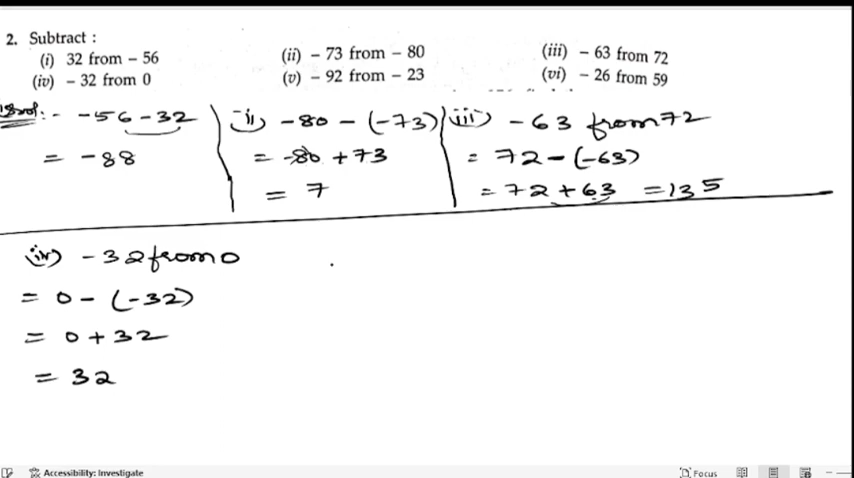 2. Subtract :
(i) 32 from – 56 (ii) – 73 from – 80 (iii) – 63 from 72
(iv) – 32 from 0 (v) – 92 from – 23 (vi) – 26 from 59
Sol:- -56-32
= -88
ii) -80 - (-73)
= -80 +73
= 7
iii) -63 from 72
= 72-(-63)
= 72+63 =135
iv) -32 from 0
= 0- (-32)
= 0+32
= 32
Accessibility: Investigate Focus